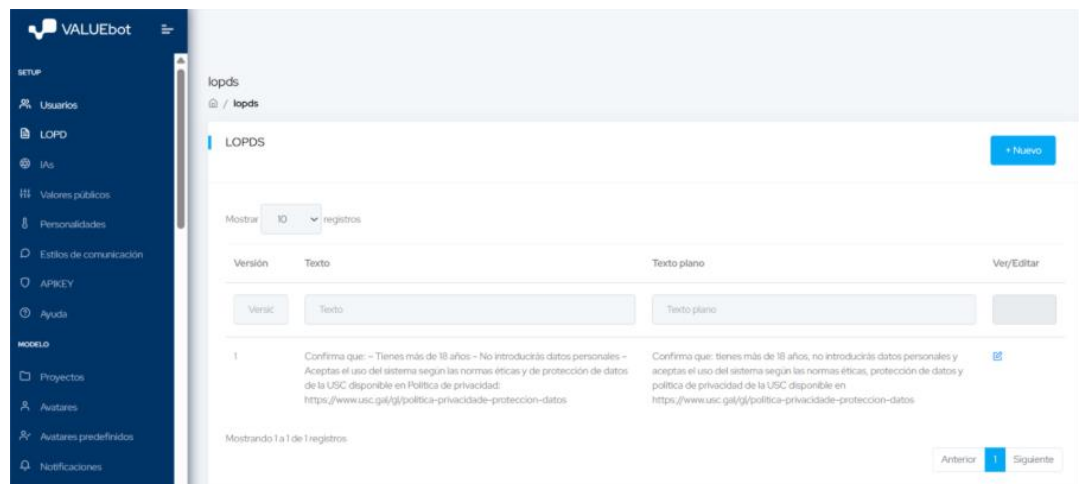 VALUEbot
SETUP
Usuarios
LOPD
IAs
Valores públicos
Personalidades
Estilos de comunicación
APIKEY
Ayuda
MODELO
Proyectos
Avatares
Avatares predefinidos
Notificaciones
lopds
/ lopds
LOPDS
+ Nuevo
Mostrar 10 registros
Versión Texto Texto plano Ver/Editar
Versic Texto Texto plano
1
Confirma que: – Tienes más de 18 años – No introducirás datos personales –
Aceptas el uso del sistema según las normas éticas y de protección de datos
de la USC disponible en Política de privacidad:
https://www.usc.gal/gl/politica-privacidade-proteccion-datos
Confirma que: tienes más de 18 años, no introducirás datos personales y
aceptas el uso del sistema según las normas éticas, protección de datos y
política de privacidad de la USC disponible en
https://www.usc.gal/gl/politica-privacidade-proteccion-datos
Mostrando 1 a 1 de 1 registros
Anterior 1 Siguiente